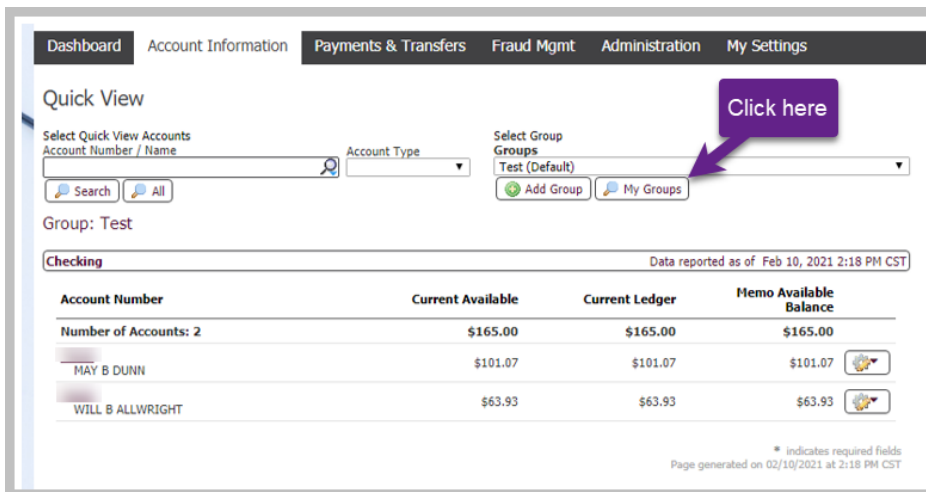 Dashboard Account Information Payments & Transfers Fraud Mgmt Administration My Settings
Quick View
Click here
Select Quick View Accounts
Account Number / Name
Account Type
Select Group
Groups
Test (Default)
Search All
Add Group My Groups
Group: Test
Checking Data reported as of Feb 10, 2021 2:18 PM CST
Account Number Current Available Current Ledger Memo Available
Balance
Number of Accounts: 2 $165.00 $165.00 $165.00
MAY B DUNN $101.07 $101.07 $101.07
WILL B ALLWRIGHT $63.93 $63.93 $63.93
* indicates required fields
Page generated on 02/10/2021 at 2:18 PM CST